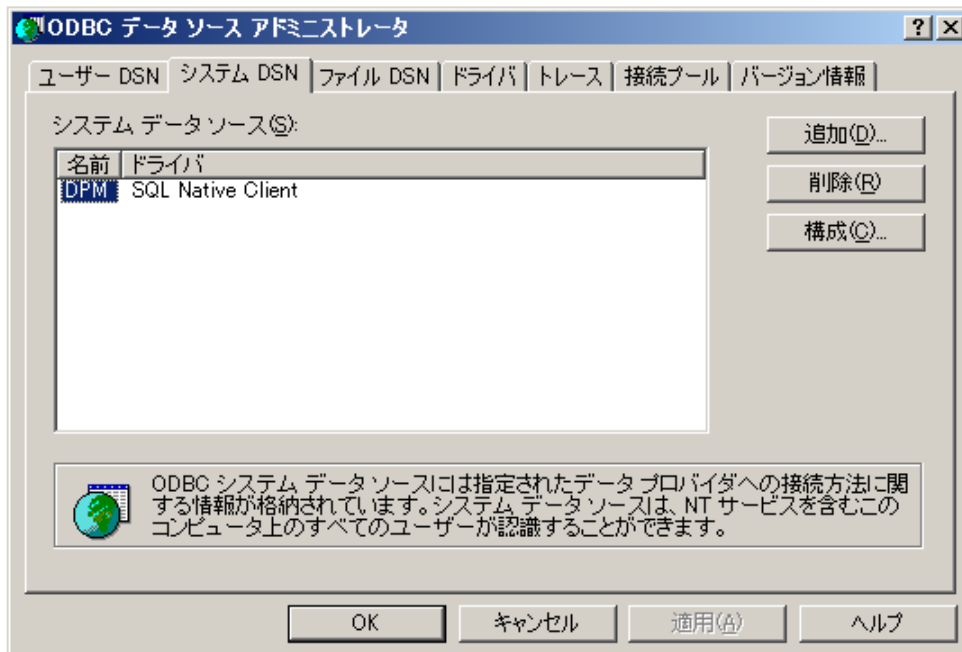 ODBC データ ソース アドミニストレータ
ユーザー DSN システム DSN ファイル DSN ドライバ トレース 接続プール バージョン情報
システム データ ソース(S):
追加(D)...
名前 ドライバ
DPM SQL Native Client
削除(R)
構成(C)...
ODBC システム データ ソースには指定されたデータ プロバイダへの接続方法に関
する情報が格納されています。システム データ ソースは、NT サービスを含むこの
コンピュータ上のすべてのユーザーが認識することができます。
OK キャンセル 適用(A) ヘルプ